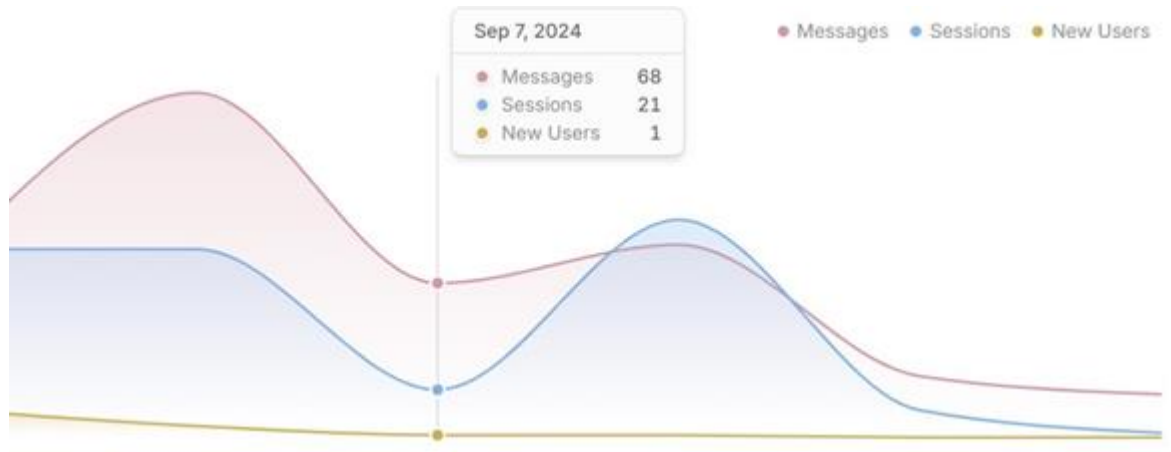 Sep 7, 2024
Messages 68
Sessions 21
New Users 1
Messages Sessions New Users